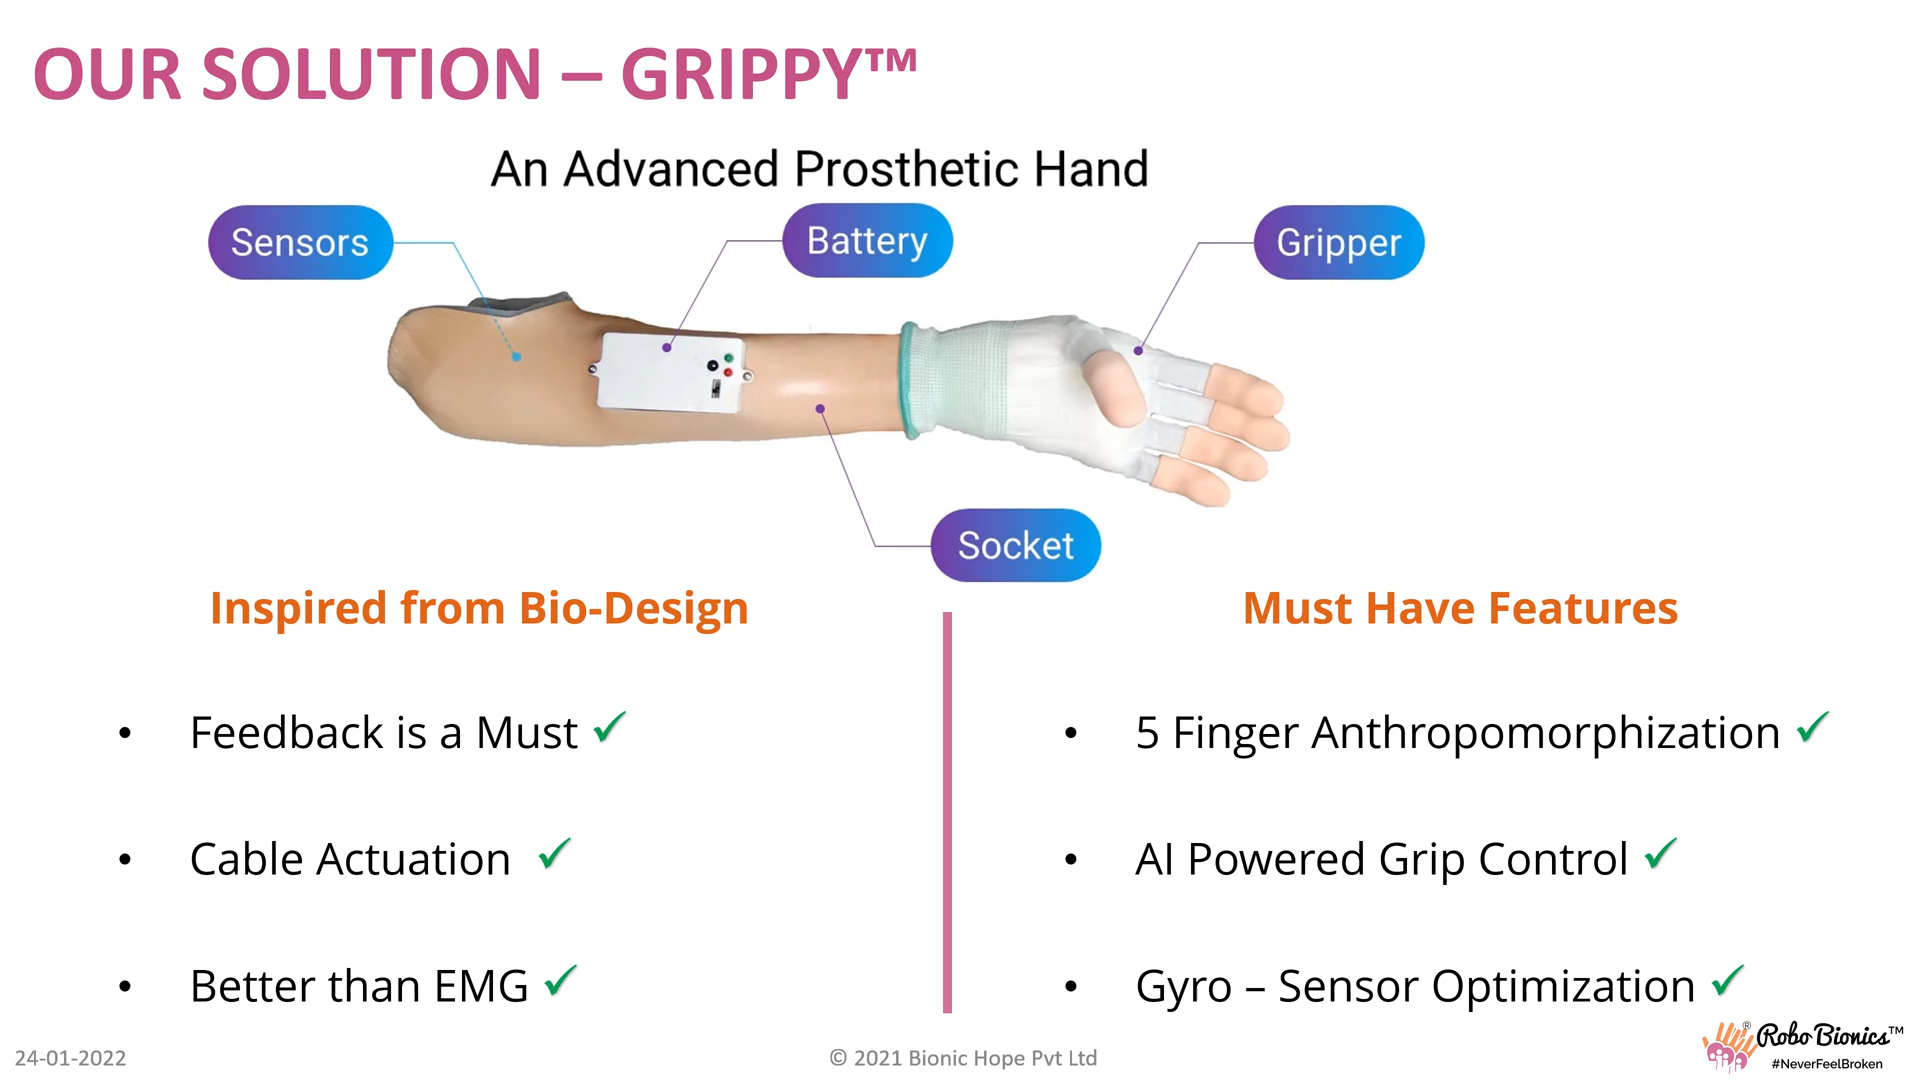 OUR SOLUTION – GRIPPY™
An Advanced Prosthetic Hand
Sensors
Battery
Gripper
Socket
Inspired from Bio-Design
• Feedback is a Must ✓
• Cable Actuation ✓
• Better than EMG ✓
Must Have Features
• 5 Finger Anthropomorphization ✓
• AI Powered Grip Control ✓
• Gyro – Sensor Optimization ✓
24-01-2022
© 2021 Bionic Hope Pvt Ltd
® Robo Bionics™
#NeverFeelBroken